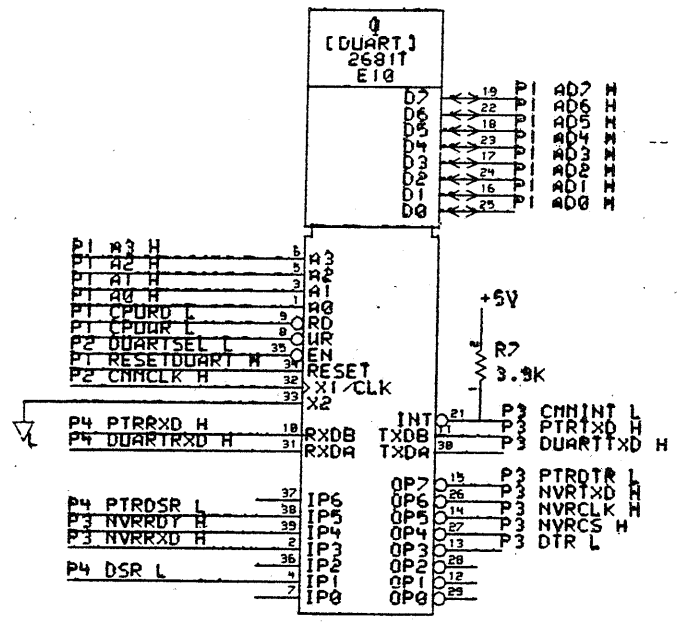 [DUART]
2681T
E10
D7 19 P1 AD7 H
D6 22 P1 AD6 H
D5 18 P1 AD5 H
D4 23 P1 AD4 H
D3 17 P1 AD3 H
D2 24 P1 AD2 H
D1 16 P1 AD1 H
D0 25 P1 AD0 H
P1 A3 H 6 A3
P1 A2 H 5 A2
P1 A1 H 3 A1
P1 A0 H 1 A0
P1 CPURD L 9 RD
P1 CPUWR L 8 WR
P2 DUARTSEL L 35 EN
P1 RESETDUART H 34 RESET
P2 CMMCLK H 32 X1/CLK
33 X2
+5V
R7
3.9K
2
1
INT 21 P3 CMMINT L
P4 PTRRXD H 10 RXDB
TXDB 11 P3 PTRTXD H
P4 DUARTRXD H 31 RXDA
TXDA 30 P3 DUARTTXD H
OP7 15 P3 PTRDTR L
37 IP6
OP6 26 P3 NVRTXD H
P4 PTRDSR L 38 IP5
OP5 14 P3 NVRCLK H
P3 NVRRDY H 39 IP4
OP4 27 P3 NVRCS H
P3 NVRRXD H 2 IP3
OP3 13 P3 DTR L
36 IP2
OP2 28
P4 DSR L 4 IP1
OP1 12
7 IP0
OP0 29